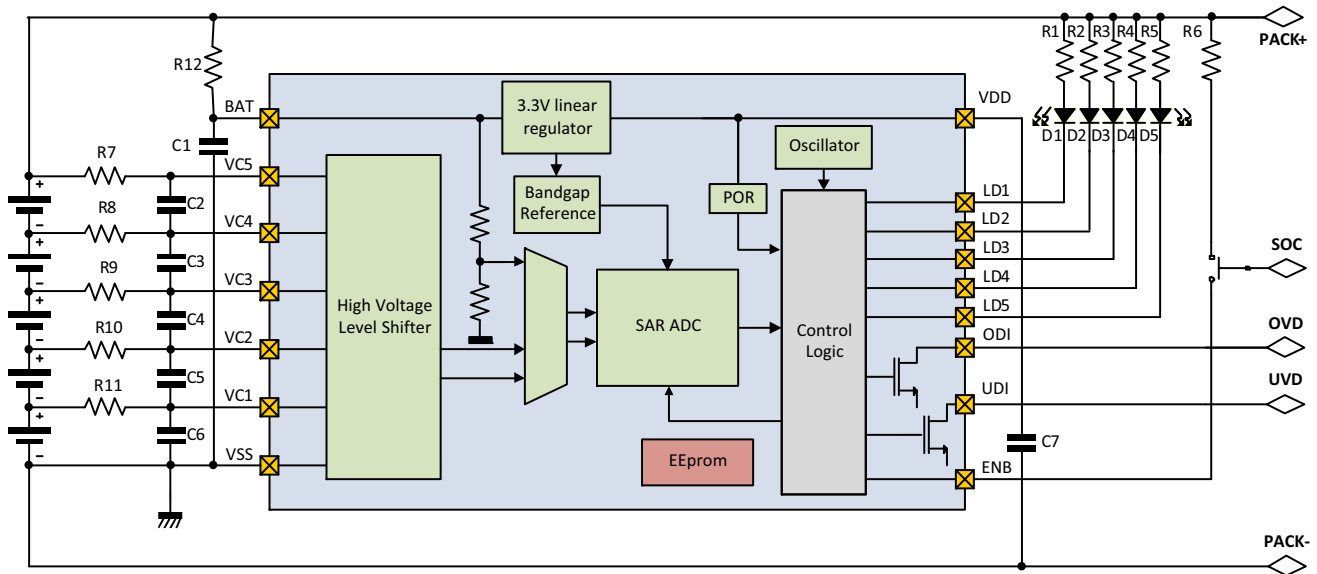 R1
R2
R3
R4
R5
R6
PACK+
R12
BAT
3.3V linear
regulator
VDD
D1
D2
D3
D4
D5
C1
Oscillator
R7
VC5
Bandgap
Reference
POR
LD1
C2
R8
VC4
LD2
SOC
R9
C3
VC3
High Voltage
Level Shifter
SAR ADC
Control
Logic
LD3
LD4
LD5
OVD
R10
C4
VC2
ODI
R11
C5
VC1
UDI
UVD
C6
VSS
EEprom
C7
ENB
PACK-
+
−
+
−
+
−
+
−
+
−